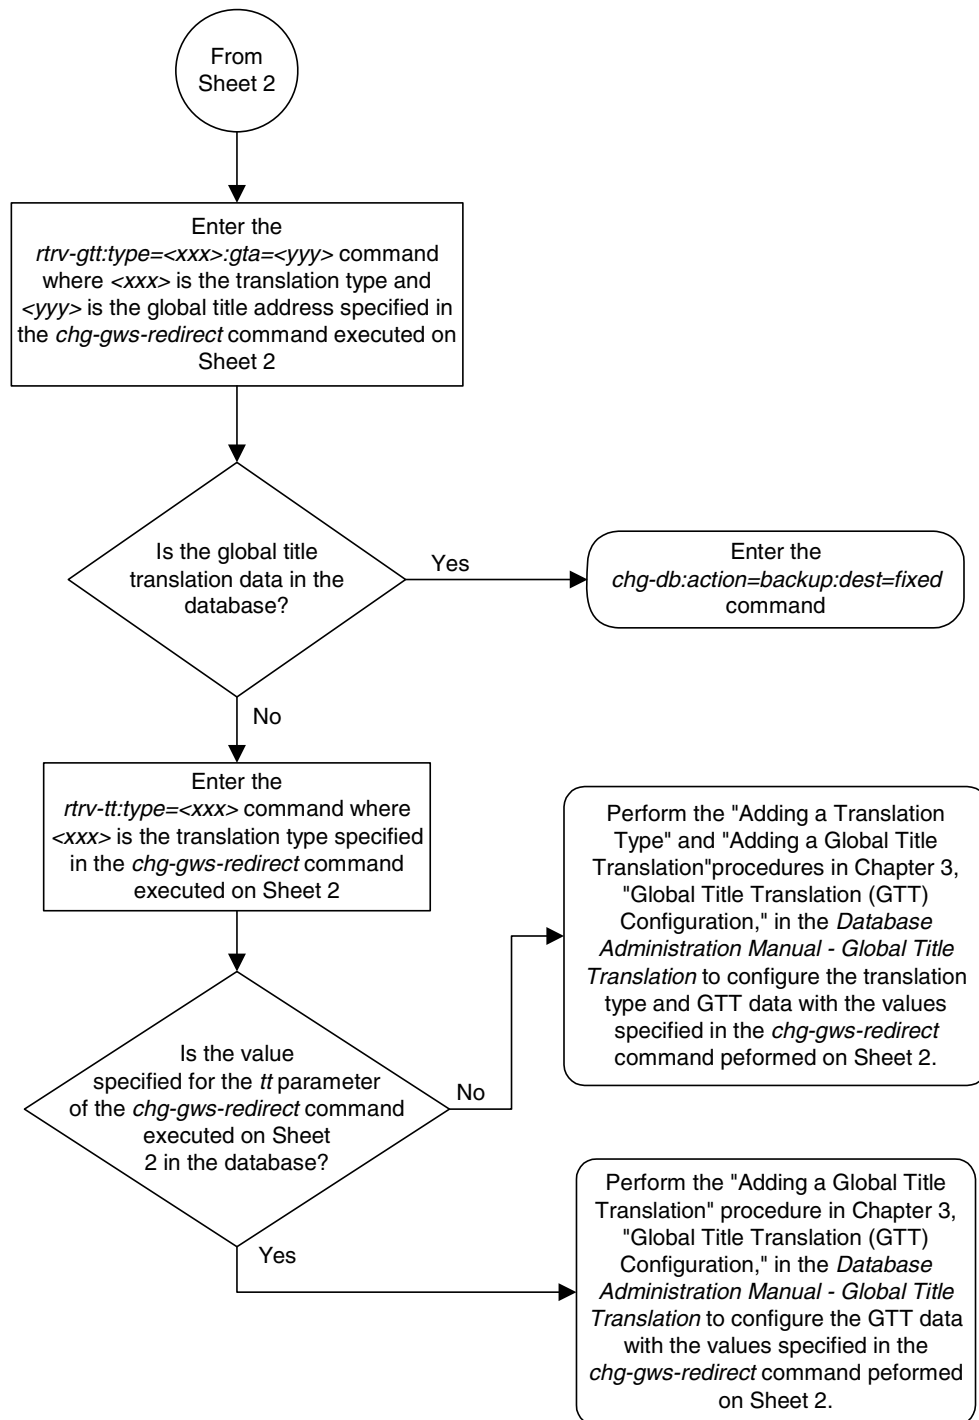 From
Sheet 2
Enter the
rtrv-gtt:type=<xxx>:gta=<yyy> command
where <xxx> is the translation type and
<yyy> is the global title address specified in
the chg-gws-redirect command executed on
Sheet 2
Is the global title
translation data in the
database?
Yes
Enter the
chg-db:action=backup:dest=fixed
command
No
Enter the
rtrv-tt:type=<xxx> command where
<xxx> is the translation type specified
in the chg-gws-redirect command
executed on Sheet 2
Perform the "Adding a Translation
Type" and "Adding a Global Title
Translation"procedures in Chapter 3,
"Global Title Translation (GTT)
Configuration," in the Database
Administration Manual - Global Title
Translation to configure the translation
type and GTT data with the values
specified in the chg-gws-redirect
command peformed on Sheet 2.
Is the value
specified for the tt parameter
of the chg-gws-redirect command
executed on Sheet
2 in the database?
No
Yes
Perform the "Adding a Global Title
Translation" procedure in Chapter 3,
"Global Title Translation (GTT)
Configuration," in the Database
Administration Manual - Global Title
Translation to configure the GTT data
with the values specified in the
chg-gws-redirect command peformed
on Sheet 2.